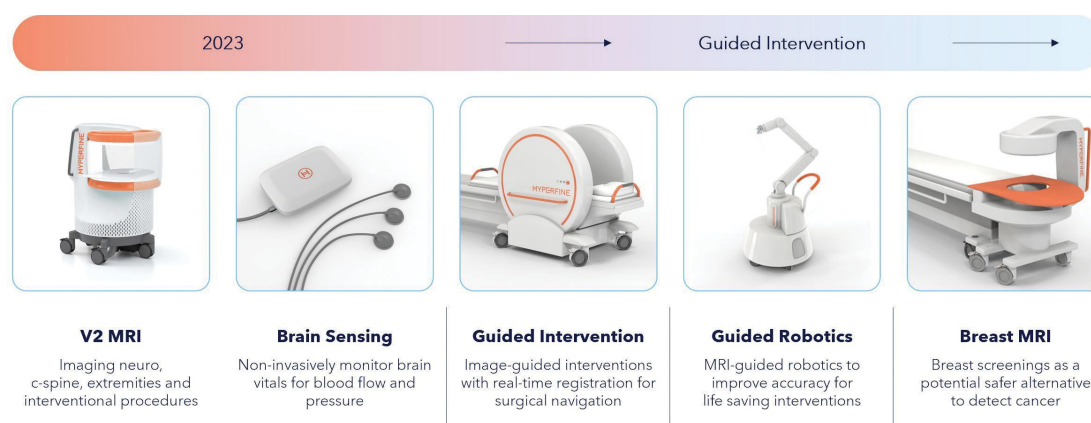 2023
Guided Intervention
HYPERFINE
HYPERFINE
HYPERFINE
V2 MRI
Imaging neuro,
c-spine, extremities and
interventional procedures
Brain Sensing
Non-invasively monitor brain
vitals for blood flow and
pressure
Guided Intervention
Image-guided interventions
with real-time registration for
surgical navigation
Guided Robotics
MRI-guided robotics to
improve accuracy for
life saving interventions
Breast MRI
Breast screenings as a
potential safer alternative
to detect cancer